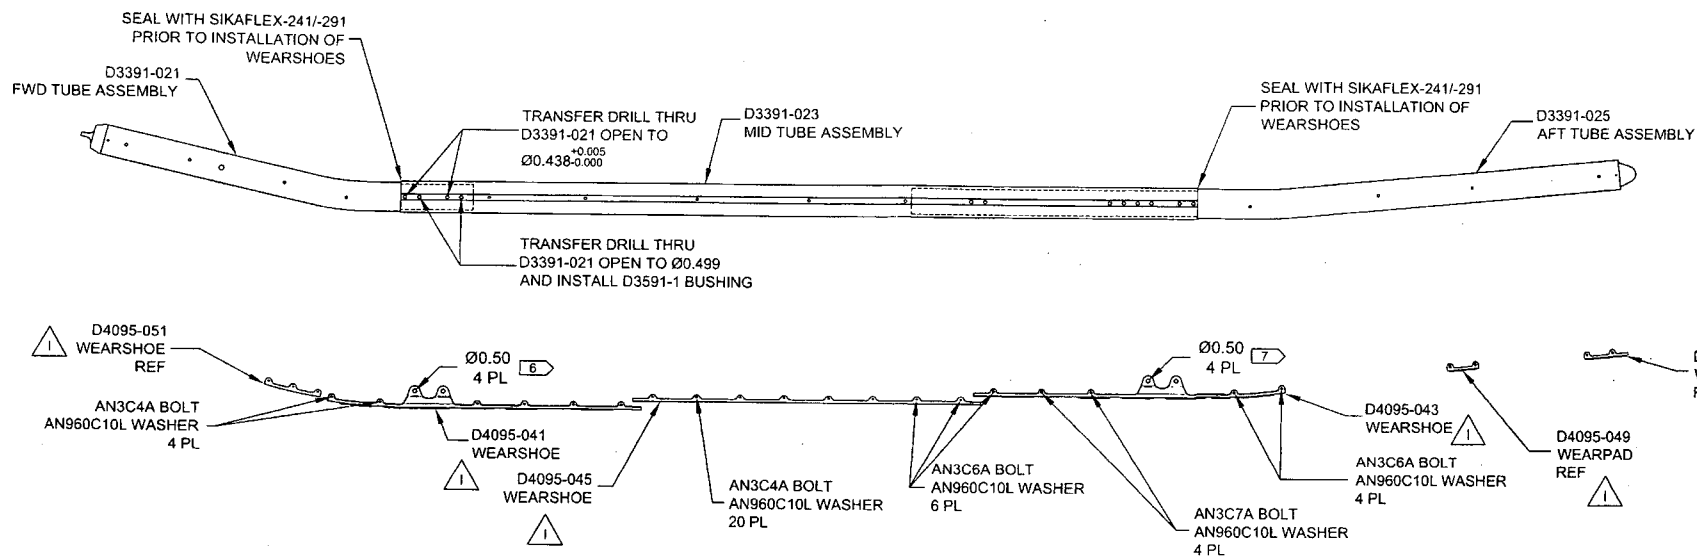 SEAL WITH SIKAFLEX-241/-291
PRIOR TO INSTALLATION OF
WEARSHOES
D3391-021
FWD TUBE ASSEMBLY
TRANSFER DRILL THRU
D3391-021 OPEN TO
Ø0.438 +0.005 -0.000
D3391-023
MID TUBE ASSEMBLY
SEAL WITH SIKAFLEX-241/-291
PRIOR TO INSTALLATION OF
WEARSHOES
D3391-025
AFT TUBE ASSEMBLY
TRANSFER DRILL THRU
D3391-021 OPEN TO Ø0.499
AND INSTALL D3591-1 BUSHING
1
D4095-051
WEARSHOE
REF
Ø0.50
4 PL
6
AN3C4A BOLT
AN960C10L WASHER
4 PL
D4095-041
WEARSHOE
1
D4095-045
WEARSHOE
1
AN3C4A BOLT
AN960C10L WASHER
20 PL
AN3C6A BOLT
AN960C10L WASHER
6 PL
Ø0.50
4 PL
7
AN3C7A BOLT
AN960C10L WASHER
4 PL
D4095-043
WEARSHOE
1
AN3C6A BOLT
AN960C10L WASHER
4 PL
D4095-049
WEARPAD
REF
1